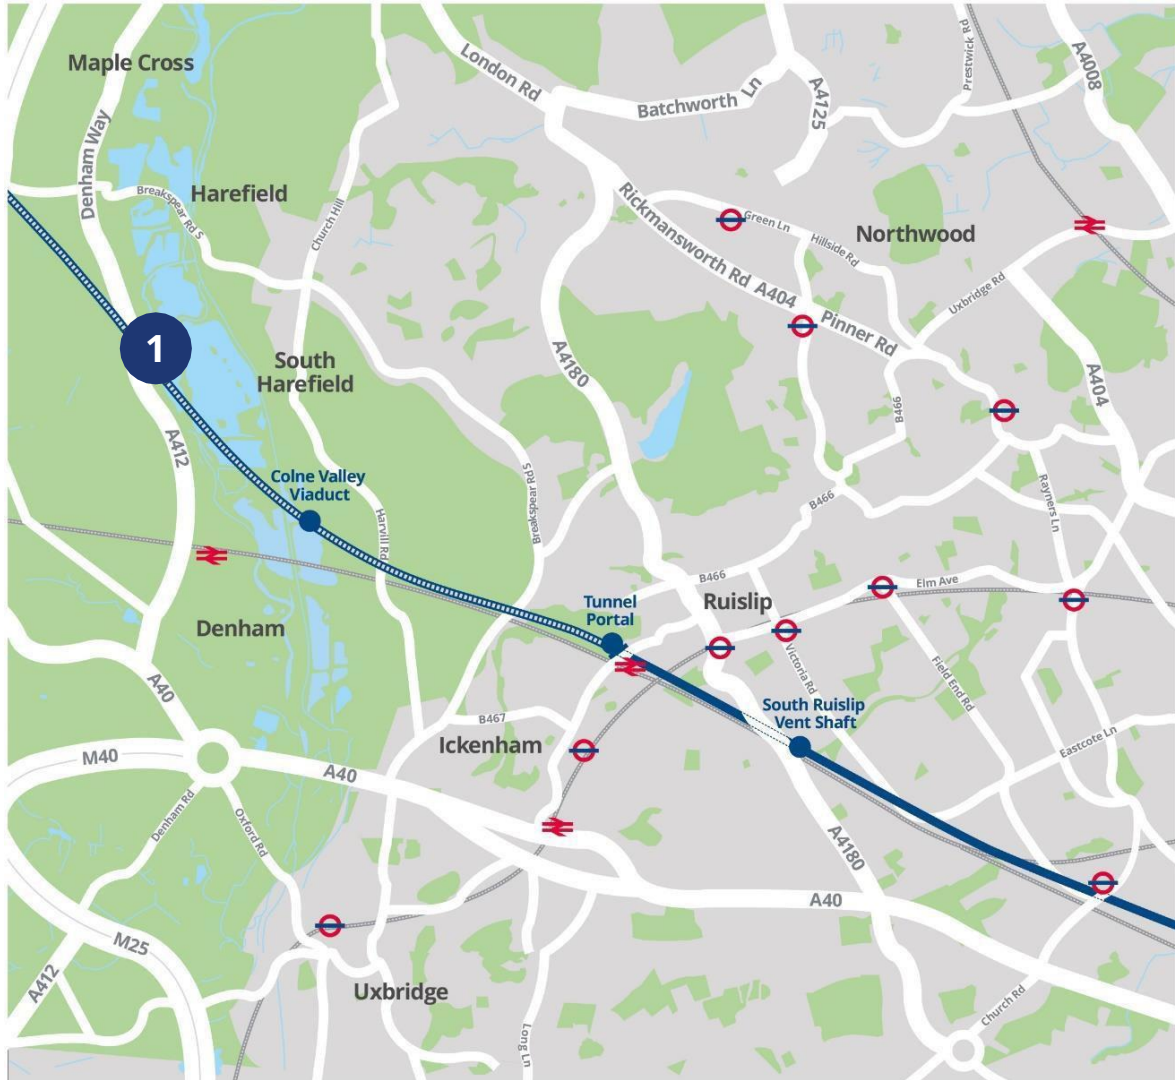 Maple Cross
London Rd
Batchworth Ln
A4125
Prestwick Rd
A4008
Denham Way
Breakspear Rd S
Harefield
Church Hill
Rickmansworth Rd A404
Green Ln
Hillside Rd
Northwood
Uxbridge Rd
Pinner Rd
1
South
Harefield
A4180
B466
A404
A412
Colne Valley
Viaduct
Harvill Rd
Breakspear Rd S
B466
Rayners Ln
B466
Elm Ave
Tunnel
Portal
Ruislip
Denham
Victoria Rd
Field End Rd
A40
South Ruislip
Vent Shaft
B467
Ickenham
Eastcote Ln
M40
A40
Denham Rd
Oxford Rd
A4180
A40
M25
A412
Uxbridge
Long Ln
Church Rd